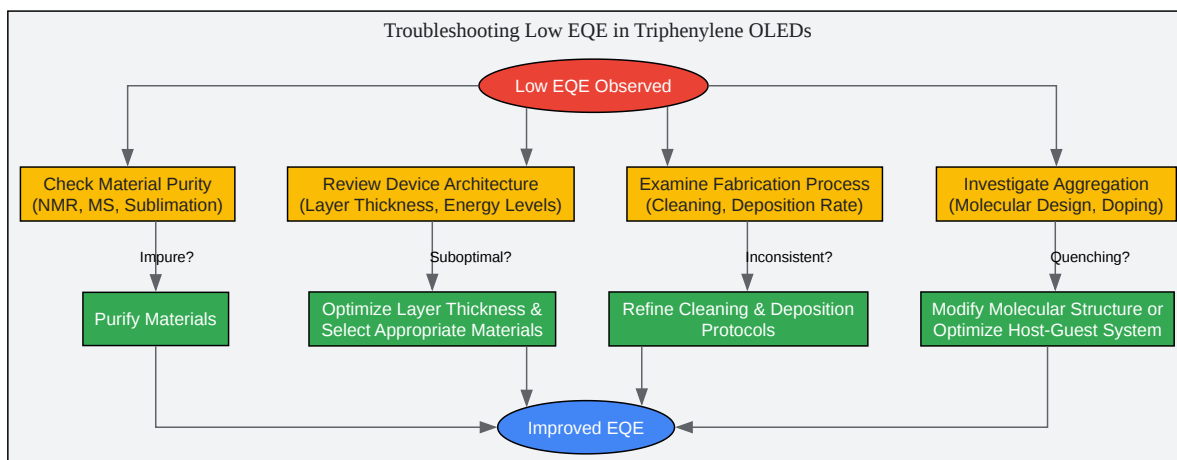 Troubleshooting Low EQE in Triphenylene OLEDs
Low EQE Observed
Check Material Purity
(NMR, MS, Sublimation)
Review Device Architecture
(Layer Thickness, Energy Levels)
Examine Fabrication Process
(Cleaning, Deposition Rate)
Investigate Aggregation
(Molecular Design, Doping)
Impure?
Suboptimal?
Inconsistent?
Quenching?
Purify Materials
Optimize Layer Thickness &
Select Appropriate Materials
Refine Cleaning & Deposition
Protocols
Modify Molecular Structure or
Optimize Host-Guest System
Improved EQE